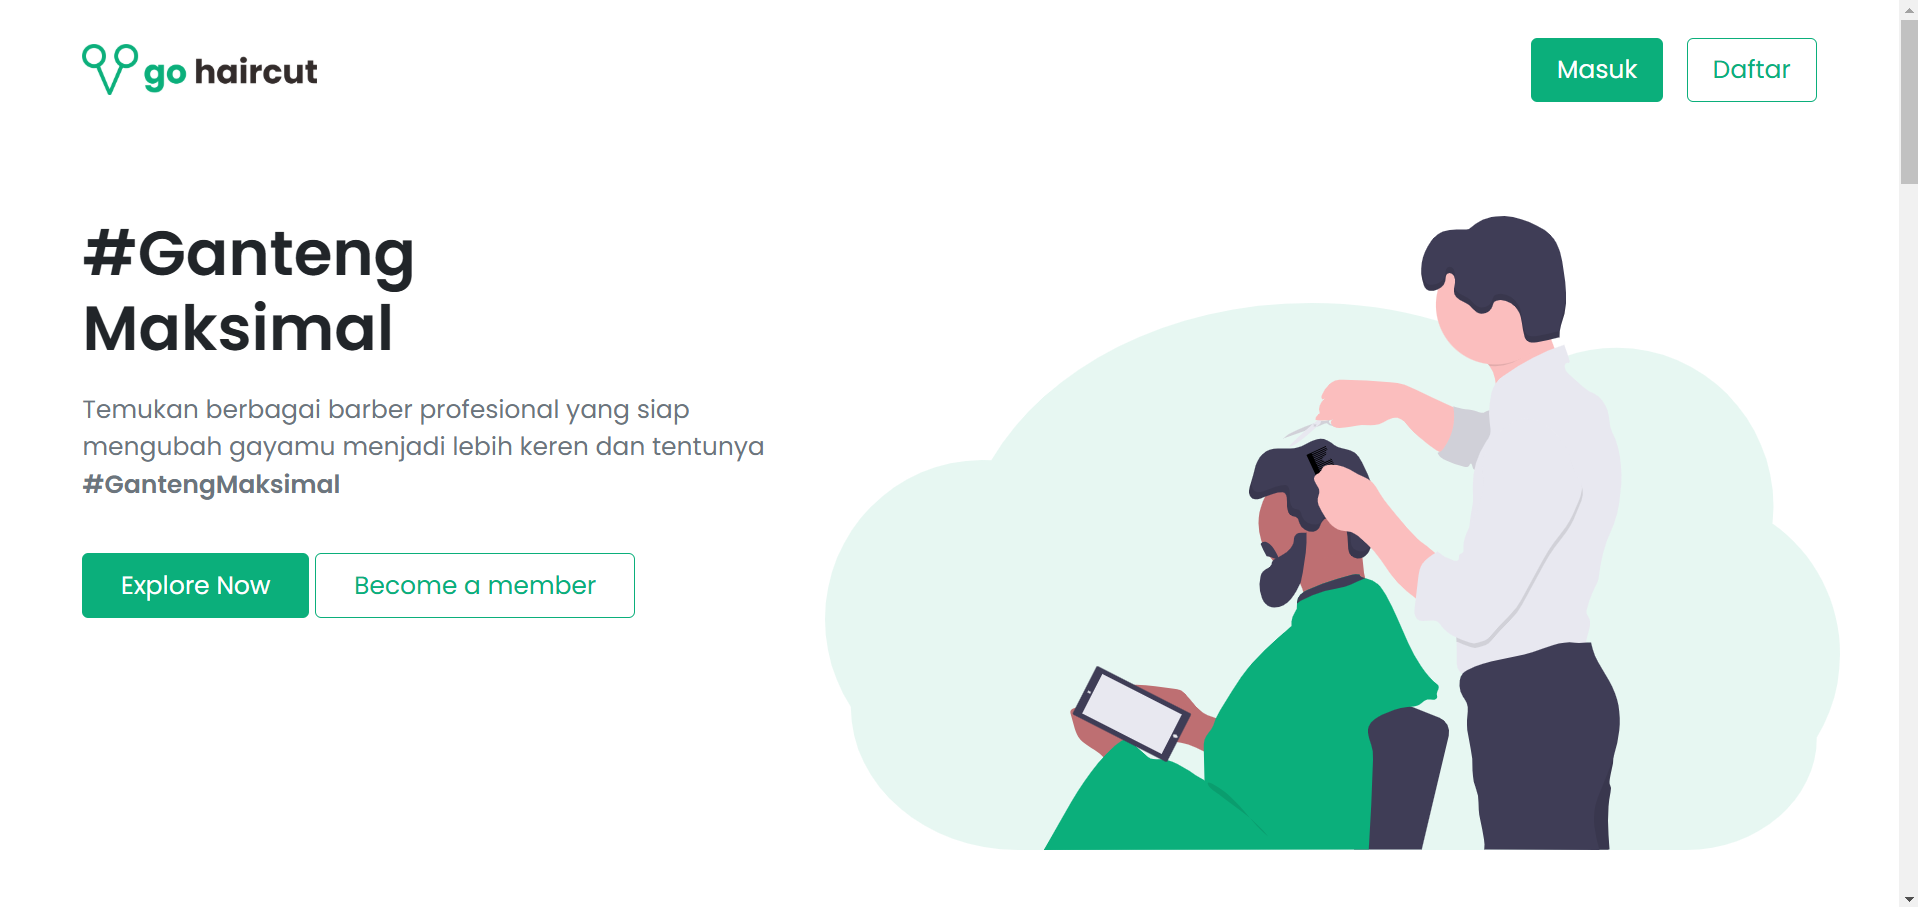 go haircut
Masuk
Daftar
#Ganteng
Maksimal
Temukan berbagai barber profesional yang siap
mengubah gayamu menjadi lebih keren dan tentunya
#GantengMaksimal
Explore Now
Become a member